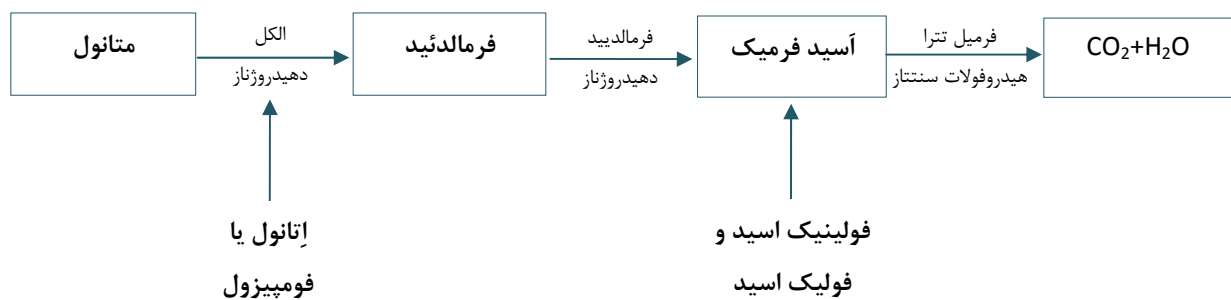 متانول
الکل
دهیدروژناز
فرمالدئید
فرمالدیید
دهیدروژناز
اَسید فرمیک
فرمیل تترا
هیدروفولات سنتتاز
CO₂+H₂O
اِتانول یا
فومپیزول
فولینیک اسید و
فولیک اسید